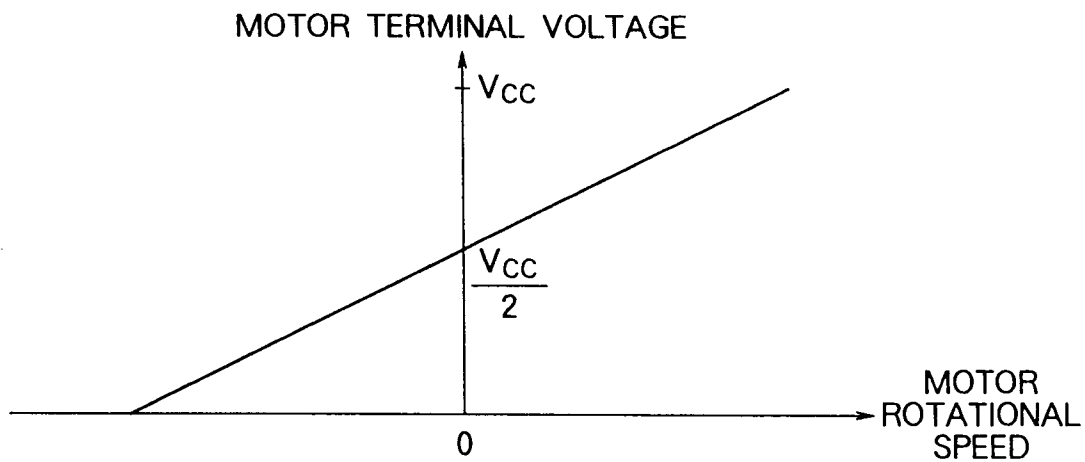 MOTOR TERMINAL VOLTAGE
VCC
VCC
2
0
MOTOR
ROTATIONAL
SPEED